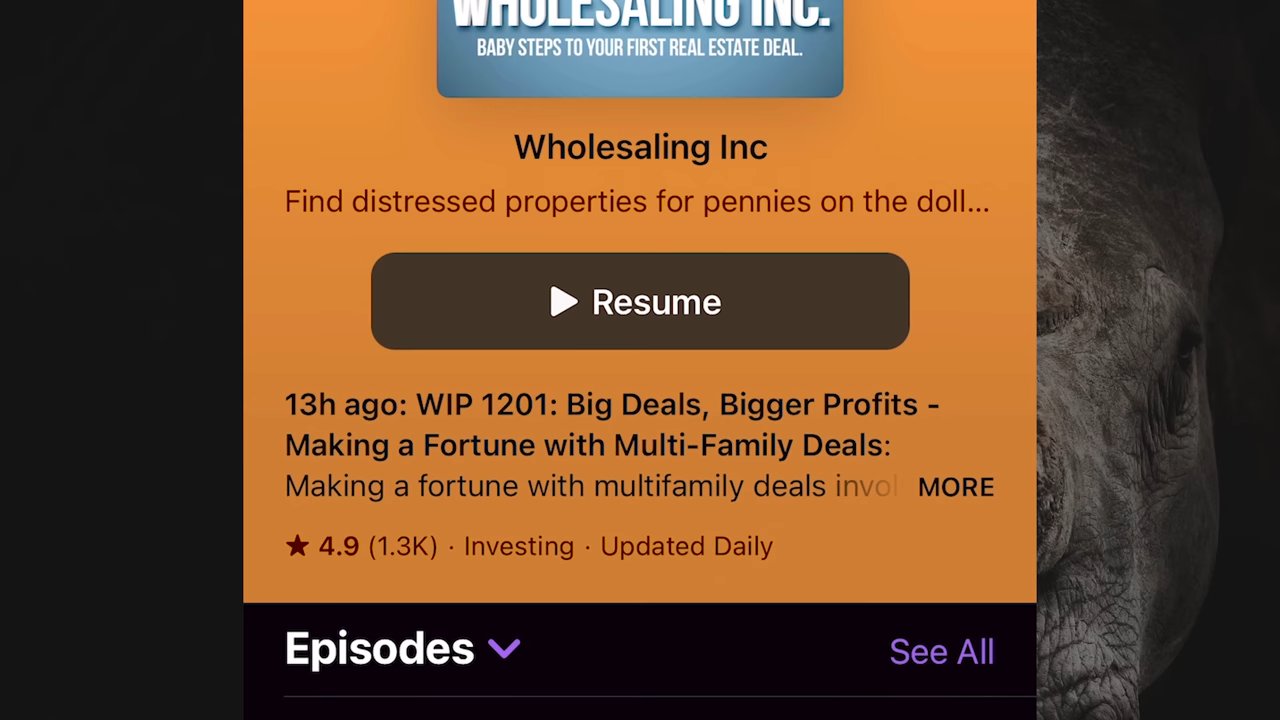 WHOLESALING INC.
BABY STEPS TO YOUR FIRST REAL ESTATE DEAL.
Wholesaling Inc
Find distressed properties for pennies on the doll...
Resume
13h ago: WIP 1201: Big Deals, Bigger Profits -
Making a Fortune with Multi-Family Deals:
Making a fortune with multifamily deals MORE
★ 4.9 (1.3K) · Investing · Updated Daily
Episodes
See All